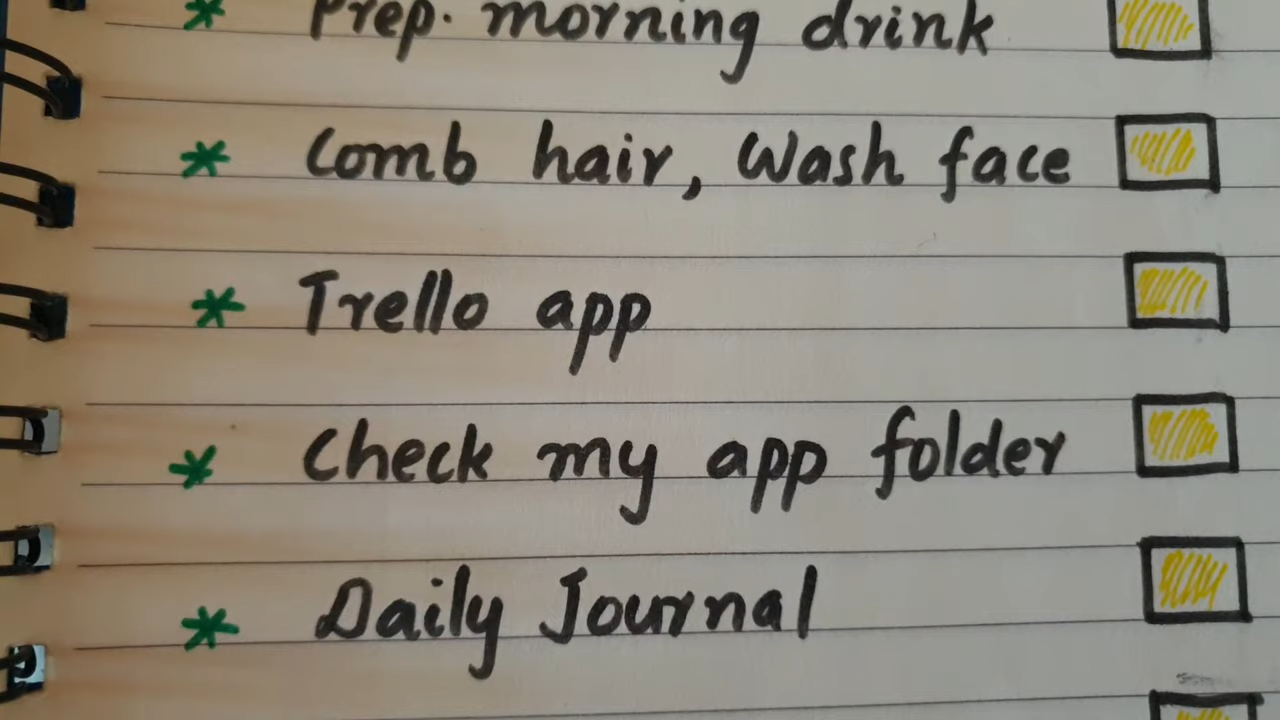 * Prep. morning drink
* Comb hair, Wash face
* Trello app
* Check my app folder
* Daily Journal